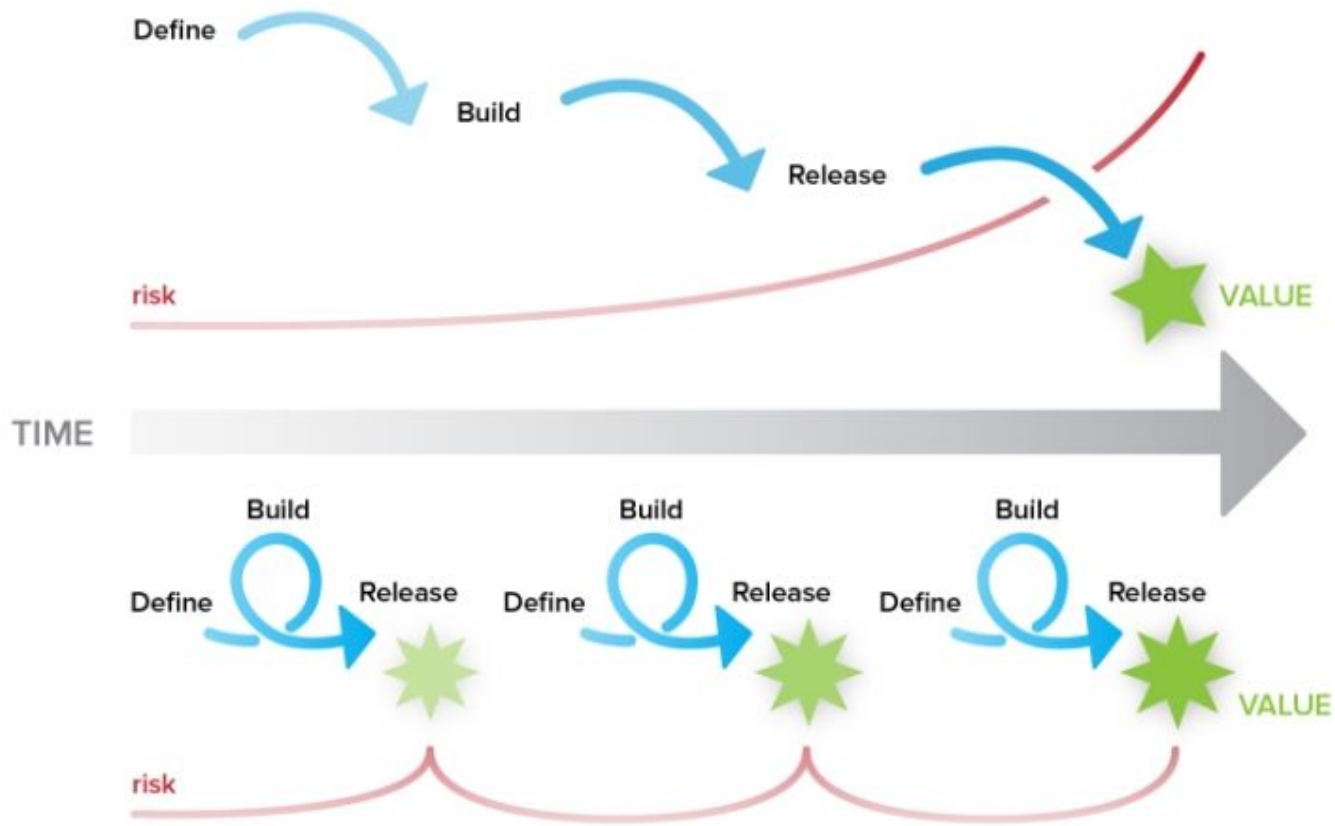 Define
Build
Release
risk
VALUE
TIME
Build
Build
Build
Define
Release
Define
Release
Define
Release
VALUE
risk